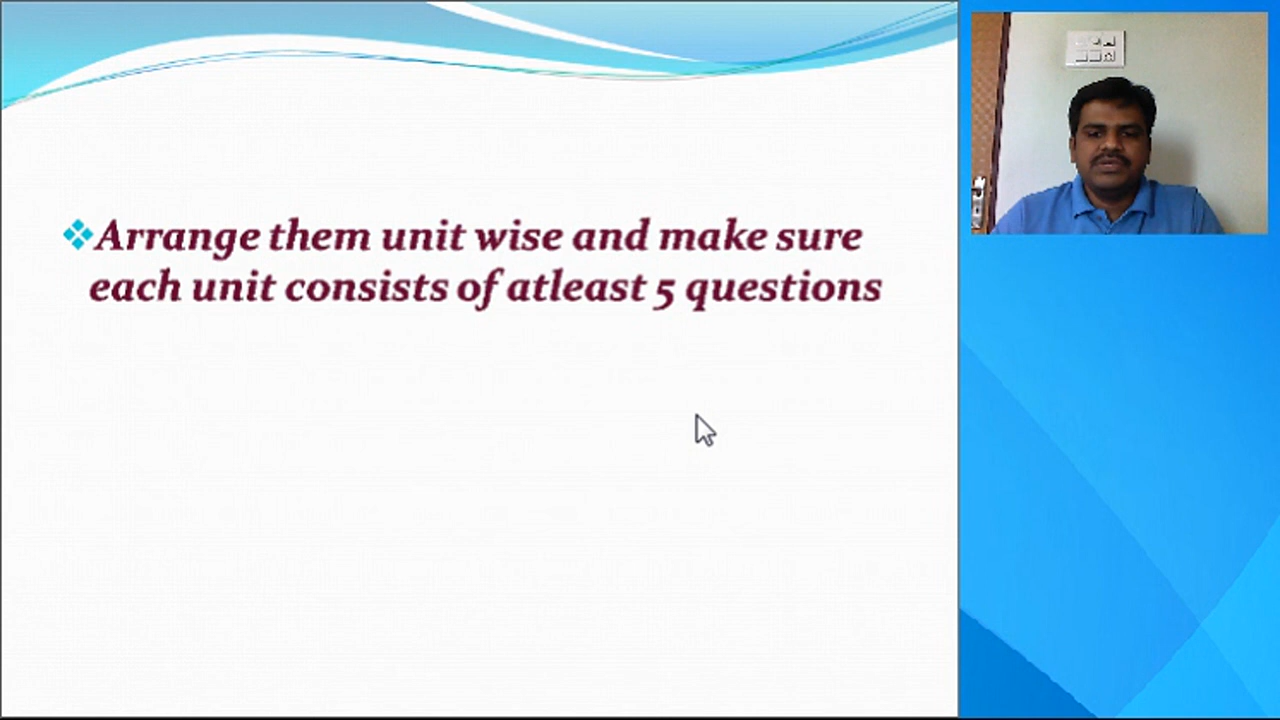 Arrange them unit wise and make sure
each unit consists of atleast 5 questions